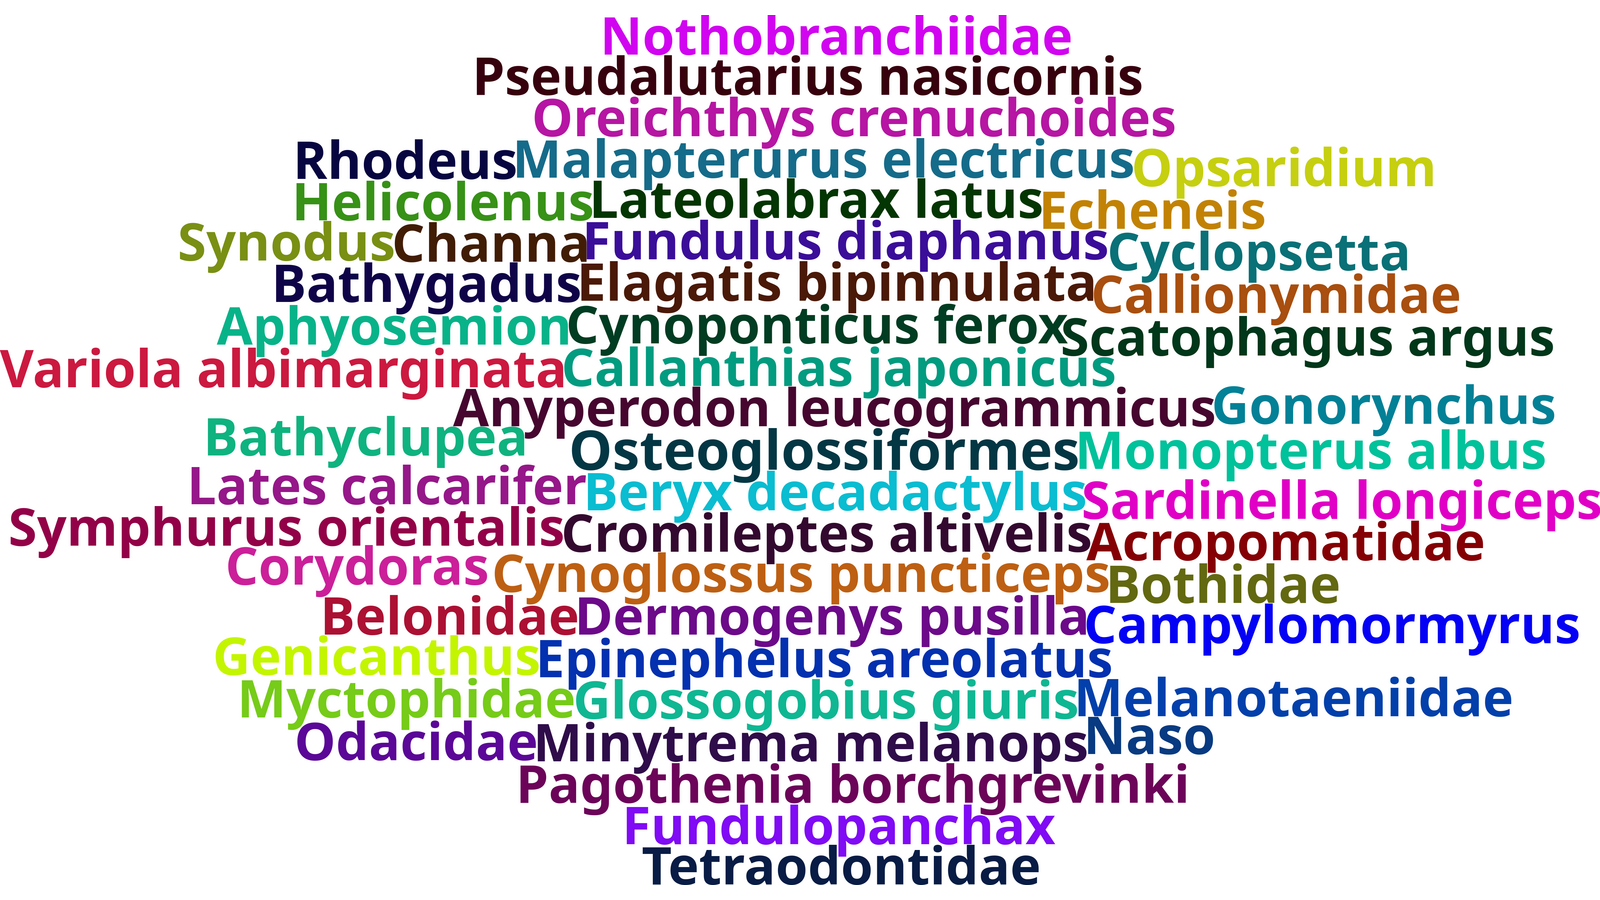 Nothobranchiidae
Pseudalutarius nasicornis
Oreichthys crenuchoides
Rhodeus Malapterurus electricus Opsaridium
Helicolenus Lateolabrax latus Echeneis
Synodus Channa Fundulus diaphanus Cyclopsetta
Bathygadus Elagatis bipinnulata Callionymidae
Aphyosemion Cynoponticus ferox Scatophagus argus
Variola albimarginata Callanthias japonicus
Anyperodon leucogrammicus Gonorynchus
Bathyclupea Osteoglossiformes Monopterus albus
Lates calcarifer Beryx decadactylus Sardinella longiceps
Symphurus orientalis Cromileptes altivelis Acropomatidae
Corydoras Cynoglossus puncticeps Bothidae
Belonidae Dermogenys pusilla Campylomormyrus
Genicanthus Epinephelus areolatus
Myctophidae Glossogobius giuris Melanotaeniidae
Odacidae Minytrema melanops Naso
Pagothenia borchgrevinki
Fundulopanchax
Tetraodontidae